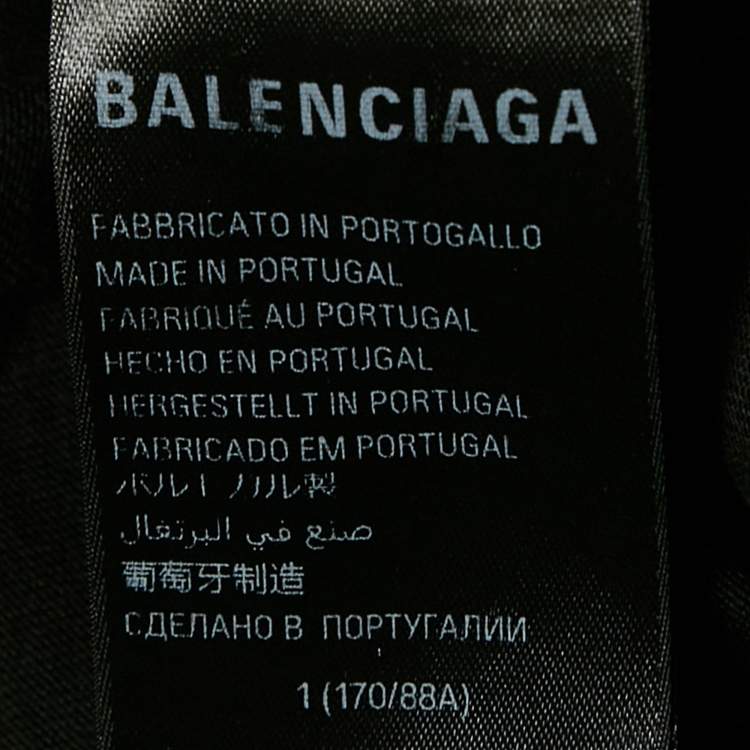 BALENCIAGA
FABBRICATO IN PORTOGALLO
MADE IN PORTUGAL
FABRIQUÉ AU PORTUGAL
HECHO EN PORTUGAL
HERGESTELLT IN PORTUGAL
FABRICADO EM PORTUGAL
ポルトガル製
صنع في البرتغال
葡萄牙制造
СДЕЛАНО В ПОРТУГАЛИИ
1 (170/88A)